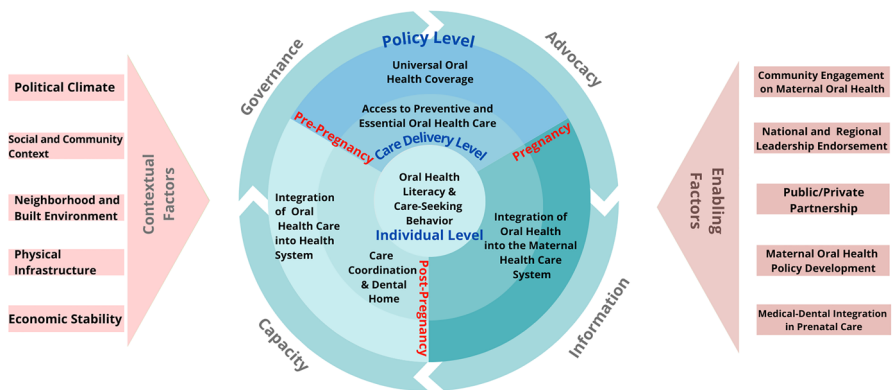 Political Climate
Social and Community
Context
Neighborhood and
Built Environment
Physical
Infrastructure
Economic Stability
Contextual
Factors
Governance
Advocacy
Capacity
Information
Policy Level
Universal Oral
Health Coverage
Access to Preventive and
Essential Oral Health Care
Pre-Pregnancy
Care Delivery Level
Pregnancy
Oral Health
Literacy &
Care-Seeking
Behavior
Individual Level
Integration
of Oral
Health Care
into Health
System
Care
Coordination
& Dental
Home
Post-Pregnancy
Integration of
Oral Health
into the Maternal
Health Care
System
Enabling
Factors
Community Engagement
on Maternal Oral Health
National and Regional
Leadership Endorsement
Public/Private
Partnership
Maternal Oral Health
Policy Development
Medical-Dental Integration
in Prenatal Care